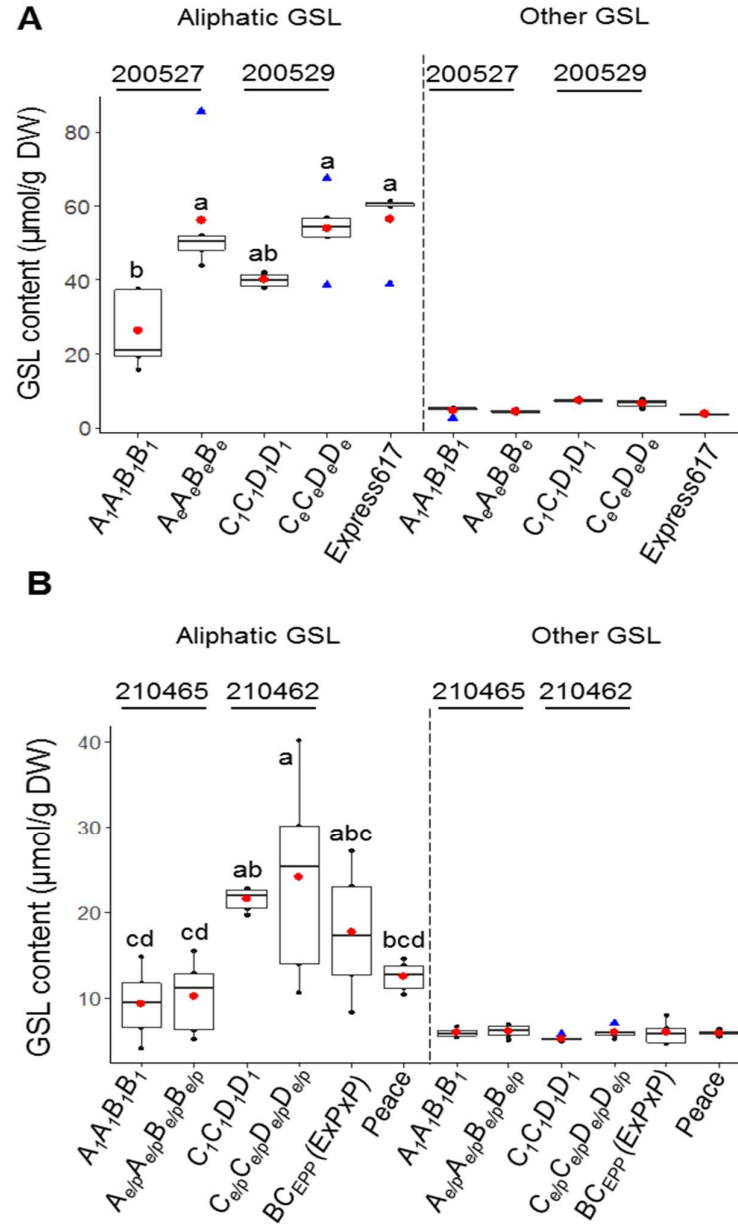 A
Aliphatic GSL Other GSL
200527 200529 200527 200529
GSL content (µmol/g DW)
80
60
40
20
0
b a ab a a
A₁A₁B₁B₁ AₑAₑBₑBₑ C₁C₁D₁D₁ CₑCₑDₑDₑ Express617 A₁A₁B₁B₁ AₑAₑBₑBₑ C₁C₁D₁D₁ CₑCₑDₑDₑ Express617
B
Aliphatic GSL Other GSL
210465 210462 210465 210462
GSL content (µmol/g DW)
40
30
20
10
cd cd ab a abc bcd
A₁A₁B₁B₁ Aₑ/ₚAₑ/ₚBₑ/ₚBₑ/ₚ C₁C₁D₁D₁ Cₑ/ₚCₑ/ₚDₑ/ₚDₑ/ₚ BC_EPP (ExPxP) Peace A₁A₁B₁B₁ Aₑ/ₚAₑ/ₚBₑ/ₚBₑ/ₚ C₁C₁D₁D₁ Cₑ/ₚCₑ/ₚDₑ/ₚDₑ/ₚ BC_EPP (ExPxP) Peace